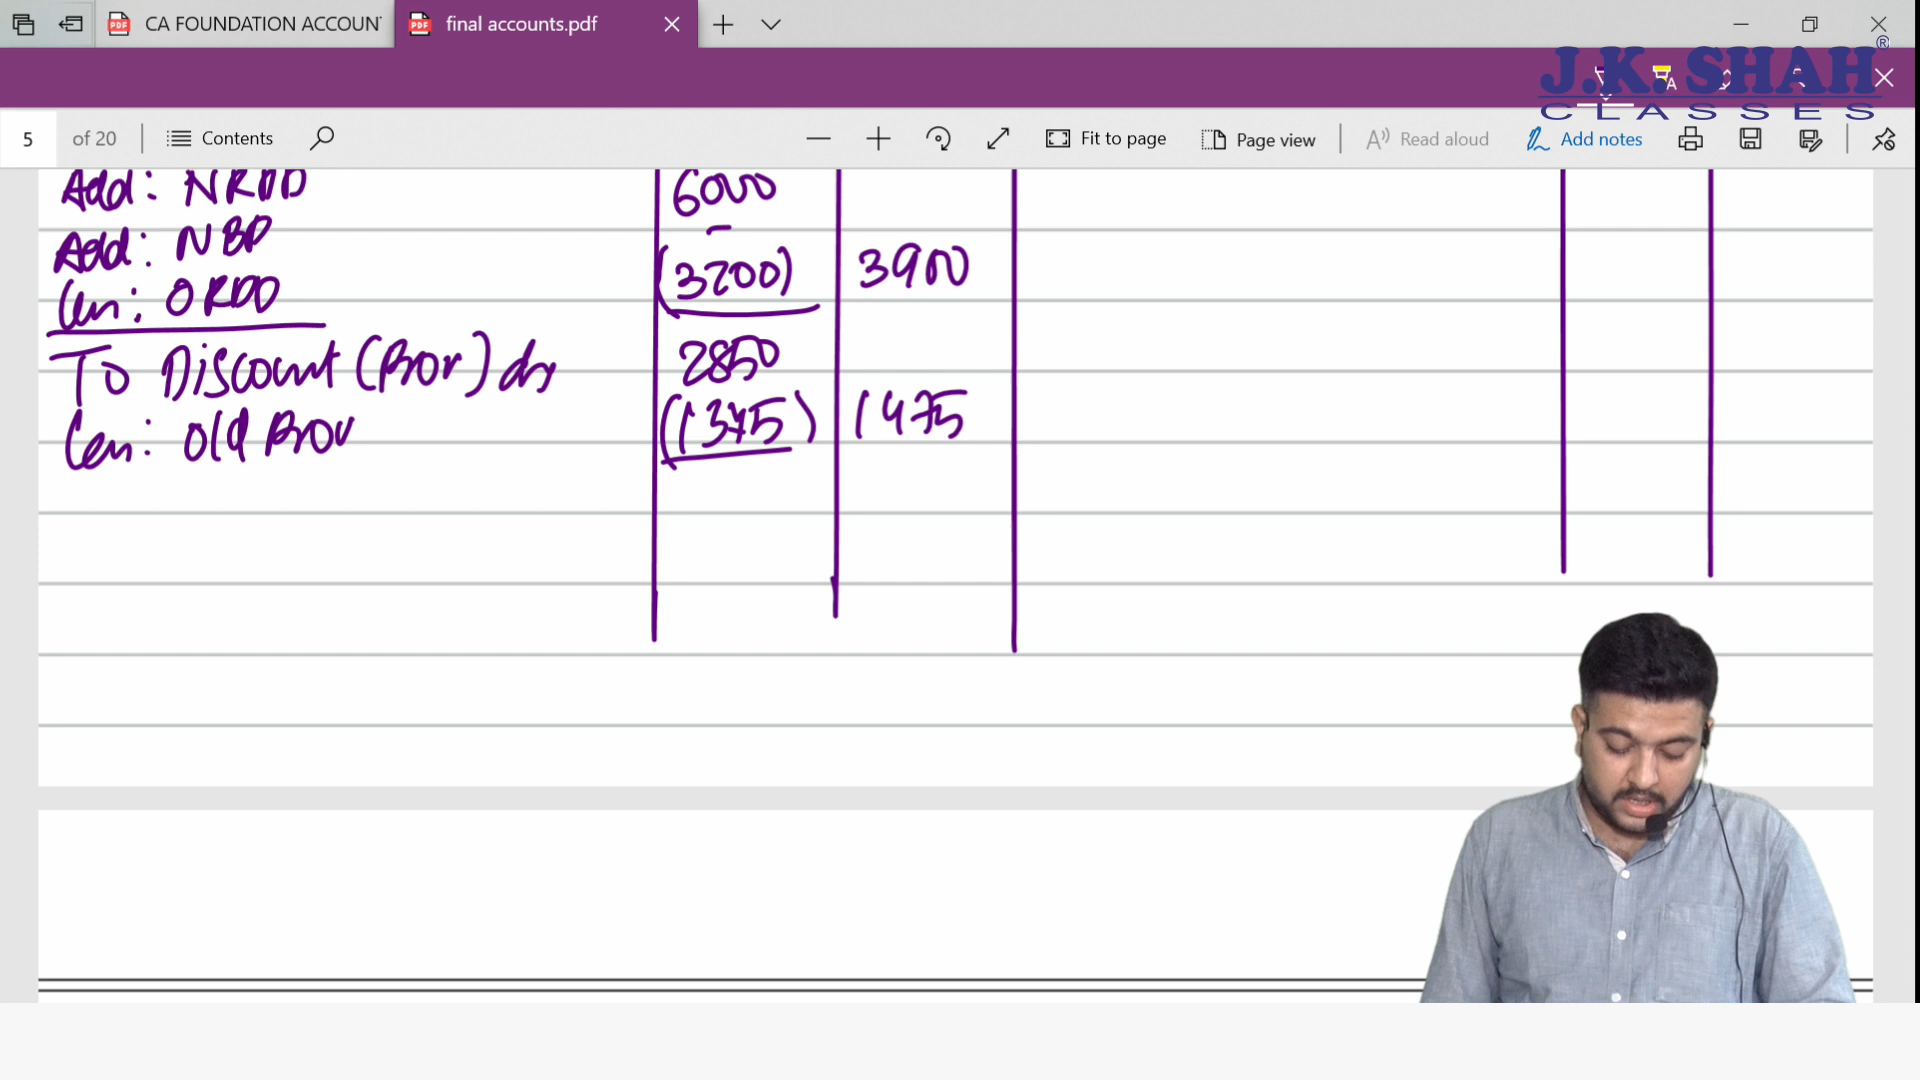 CA FOUNDATION ACCOUN
final accounts.pdf
J.K. SHAH®
CLASSES
5 of 20 Contents Fit to page Page view Read aloud Add notes
Add: NRDD 6000
Add: NBD -
Less: ORDD (3200) 3900
To Discount (Prov) drs 2850
Less: Old Prov (1375) 1475